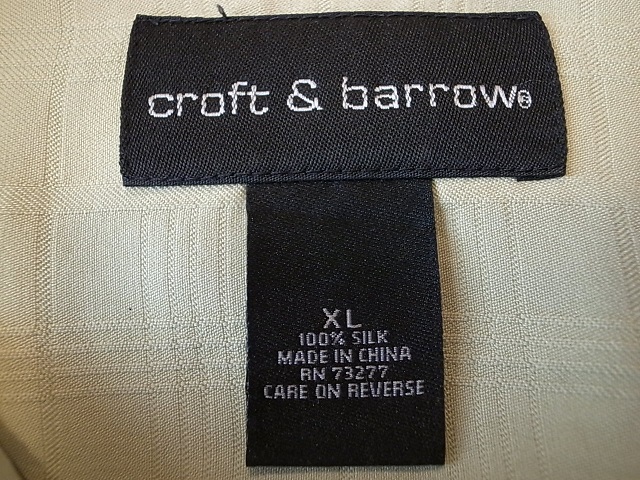 croft & barrow®
XL
100% SILK
MADE IN CHINA
RN 73277
CARE ON REVERSE